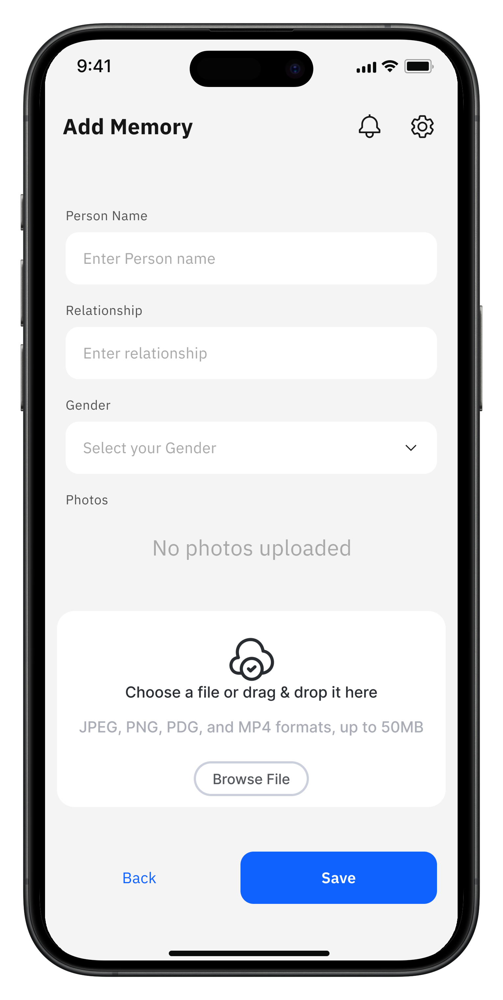 9:41
Add Memory
Person Name
Enter Person name
Relationship
Enter relationship
Gender
Select your Gender
Photos
No photos uploaded
Choose a file or drag & drop it here
JPEG, PNG, PDG, and MP4 formats, up to 50MB
Browse File
Back
Save